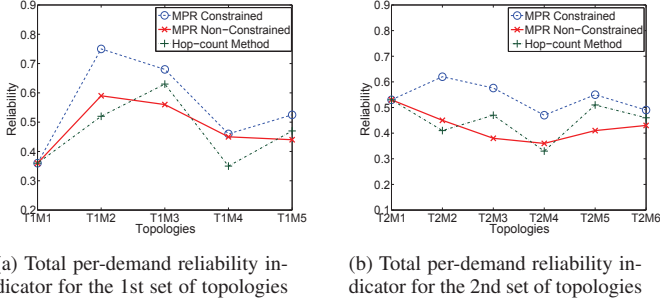 0.9
0.8
0.7
0.6
0.5
0.4
0.3
0.2
Reliability
MPR Constrained
MPR Non-Constrained
Hop-count Method
T1M1 T1M2 T1M3 T1M4 T1M5
Topologies
0.9
0.8
0.7
0.6
0.5
0.4
0.3
0.2
0.1
Reliability
MPR Constrained
MPR Non-Constrained
Hop-count Method
T2M1 T2M2 T2M3 T2M4 T2M5 T2M6
Topologies
(a) Total per-demand reliability in-
dicator for the 1st set of topologies
(b) Total per-demand reliability in-
dicator for the 2nd set of topologies